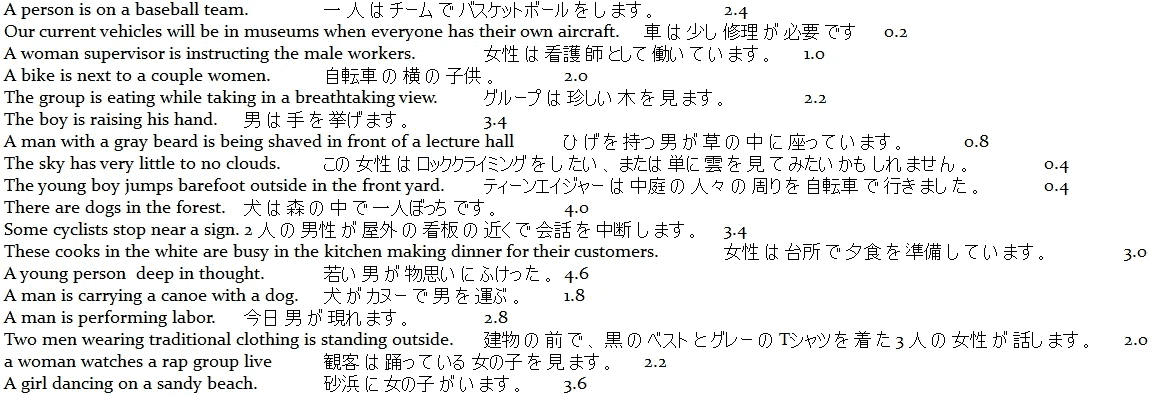 A person is on a baseball team. 一人はチームでバスケットボールをします。 2.4
Our current vehicles will be in museums when everyone has their own aircraft. 車は少し修理が必要です 0.2
A woman supervisor is instructing the male workers. 女性は看護師として働いています。 1.0
A bike is next to a couple women. 自転車の横の子供。 2.0
The group is eating while taking in a breathtaking view. グループは珍しい木を見ます。 2.2
The boy is raising his hand. 男は手を挙げます。 3.4
A man with a gray beard is being shaved in front of a lecture hall ひげを持つ男が草の中に座っています。 0.8
The sky has very little to no clouds. この女性はロッククライミングをしたい、または単に雲を見てみたいかもしれません。 0.4
The young boy jumps barefoot outside in the front yard. ティーンエイジャーは中庭の人々の周りを自転車で行きました。 0.4
There are dogs in the forest. 犬は森の中で一人ぼっちです。 4.0
Some cyclists stop near a sign. 2人の男性が屋外の看板の近くで会話を中断します。 3.4
These cooks in the white are busy in the kitchen making dinner for their customers. 女性は台所で夕食を準備しています。 3.0
A young person deep in thought. 若い男が物思いにふけった。 4.6
A man is carrying a canoe with a dog. 犬がカヌーで男を運ぶ。 1.8
A man is performing labor. 今日男が現れます。 2.8
Two men wearing traditional clothing is standing outside. 建物の前で、黒のベストとグレーのTシャツを着た3人の女性が話します。 2.0
a woman watches a rap group live 観客は踊っている女の子を見ます。 2.2
A girl dancing on a sandy beach. 砂浜に女の子がいます。 3.6